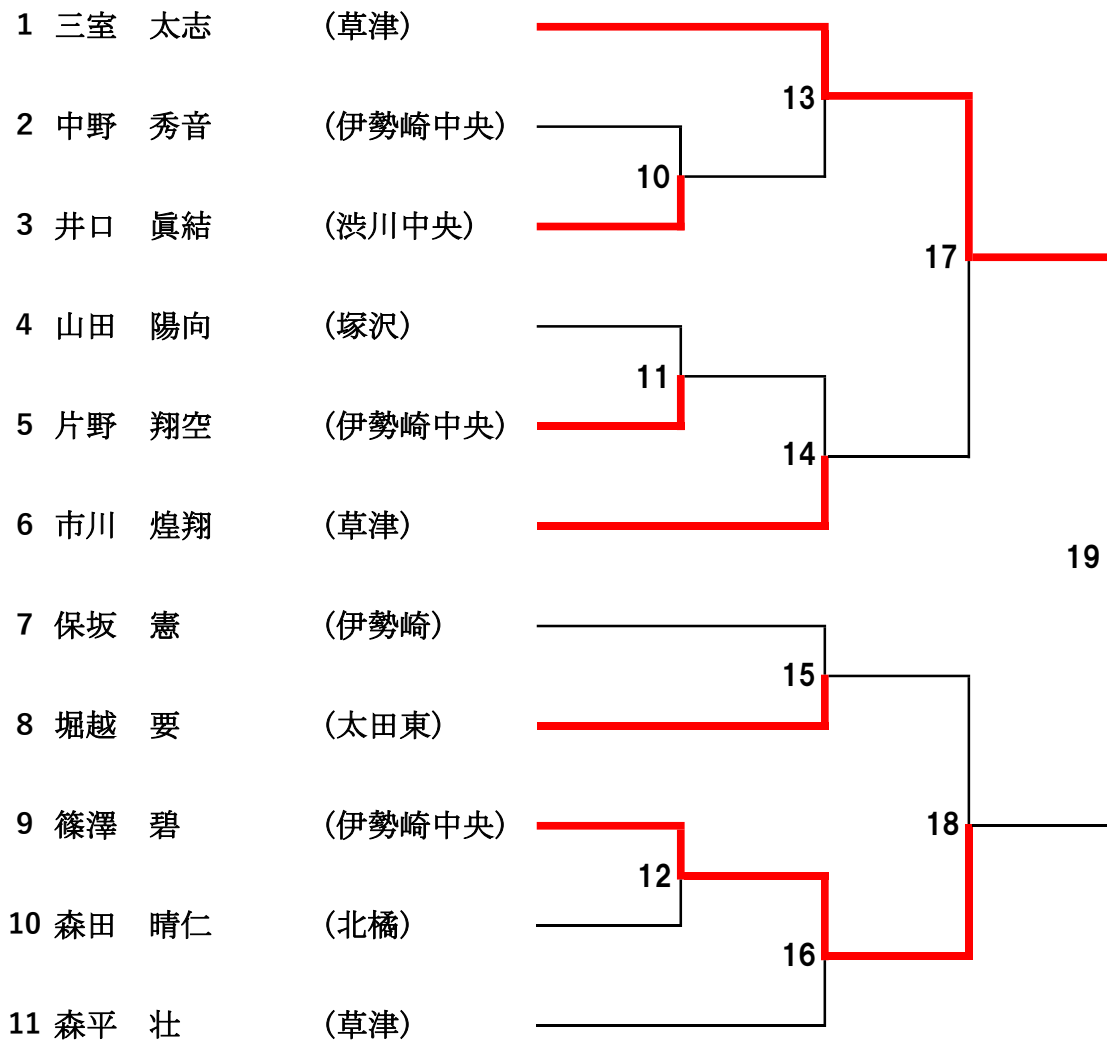 1 三室 太志 (草津)
13
2 中野 秀音 (伊勢崎中央)
10
3 井口 眞結 (渋川中央)
17
4 山田 陽向 (塚沢)
11
5 片野 翔空 (伊勢崎中央)
14
6 市川 煌翔 (草津)
19
7 保坂 憲 (伊勢崎)
15
8 堀越 要 (太田東)
9 篠澤 碧 (伊勢崎中央)
18
12
10 森田 晴仁 (北橘)
16
11 森平 壮 (草津)